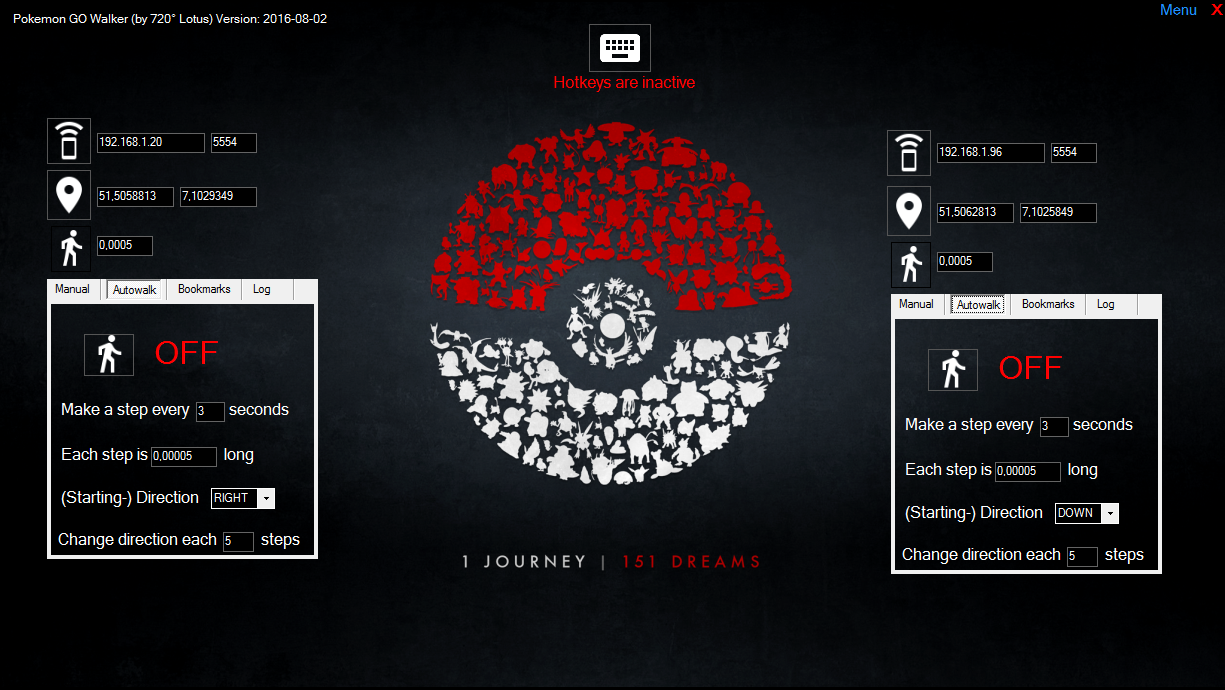 Pokemon GO Walker (by 720° Lotus) Version: 2016-08-02
Menu X
Hotkeys are inactive
192.168.1.20 5554
51,5058813 7,1029349
0,0005
Manual Autowalk Bookmarks Log
OFF
Make a step every 3 seconds
Each step is 0,00005 long
(Starting-) Direction RIGHT
Change direction each 5 steps
192.168.1.96 5554
51,5062813 7,1025849
0,0005
Manual Autowalk Bookmarks Log
OFF
Make a step every 3 seconds
Each step is 0,00005 long
(Starting-) Direction DOWN
Change direction each 5 steps
1 JOURNEY | 151 DREAMS